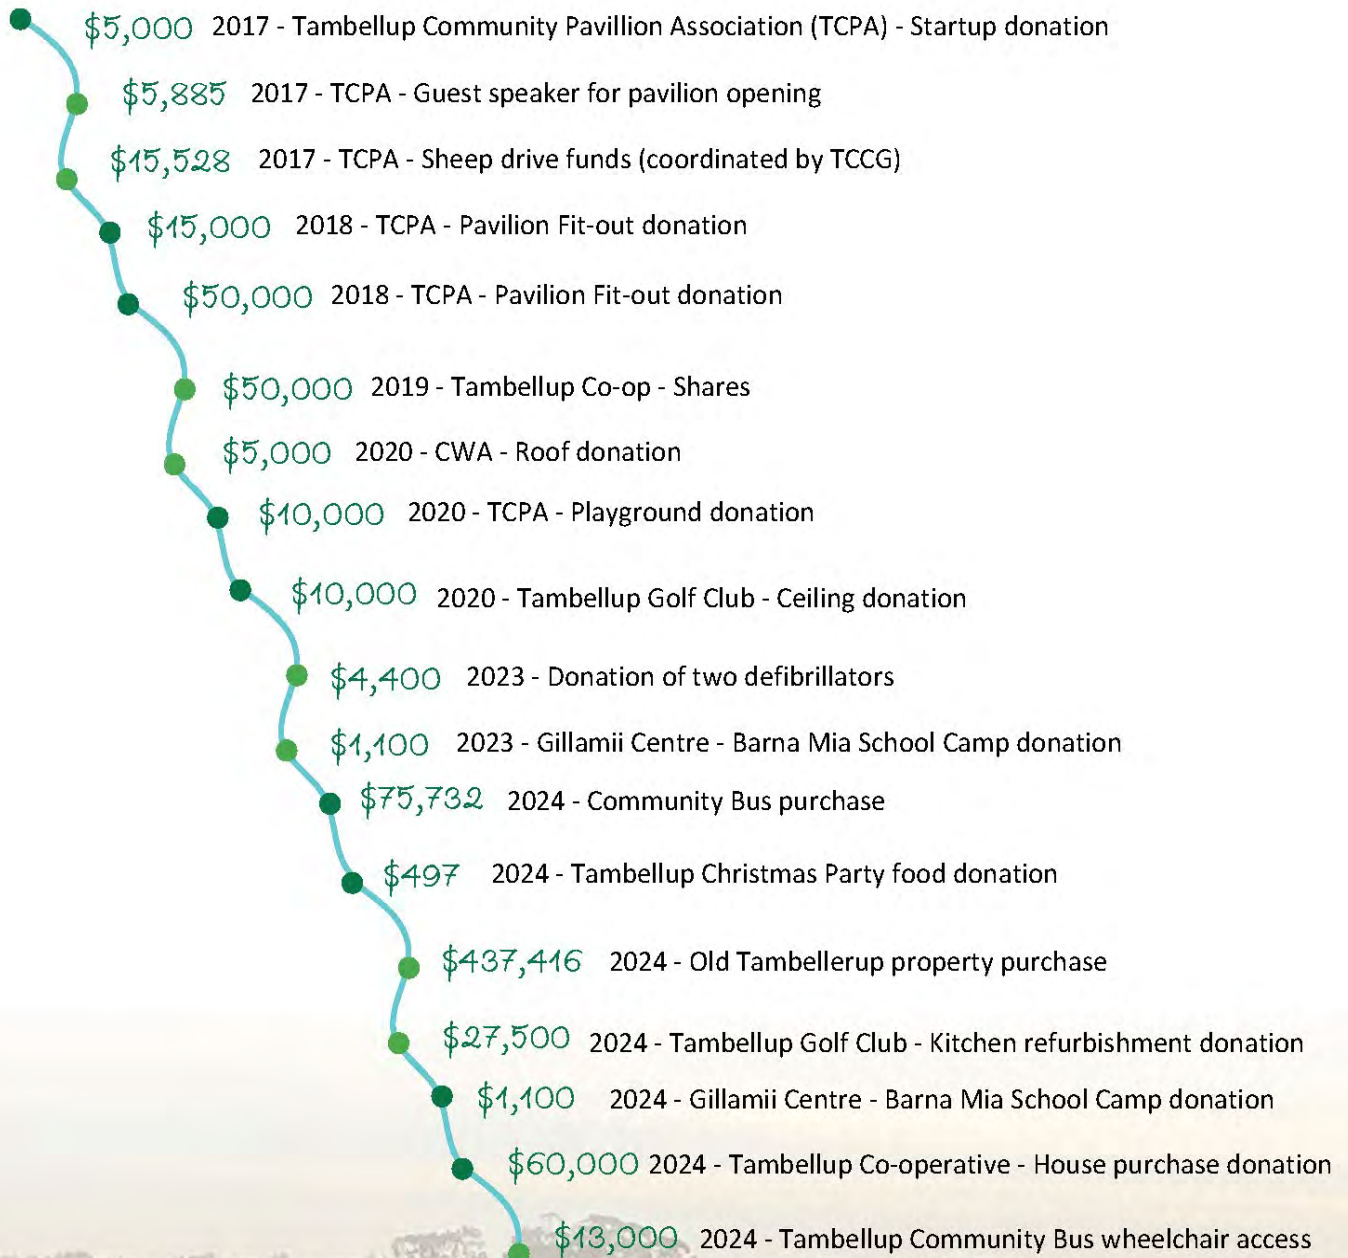 $5,000 2017 - Tambellup Community Pavillion Association (TCPA) - Startup donation
$5,885 2017 - TCPA - Guest speaker for pavilion opening
$15,528 2017 - TCPA - Sheep drive funds (coordinated by TCCG)
$15,000 2018 - TCPA - Pavilion Fit-out donation
$50,000 2018 - TCPA - Pavilion Fit-out donation
$50,000 2019 - Tambellup Co-op - Shares
$5,000 2020 - CWA - Roof donation
$10,000 2020 - TCPA - Playground donation
$10,000 2020 - Tambellup Golf Club - Ceiling donation
$4,400 2023 - Donation of two defibrillators
$1,100 2023 - Gillamii Centre - Barna Mia School Camp donation
$75,732 2024 - Community Bus purchase
$497 2024 - Tambellup Christmas Party food donation
$437,416 2024 - Old Tambellerup property purchase
$27,500 2024 - Tambellup Golf Club - Kitchen refurbishment donation
$1,100 2024 - Gillamii Centre - Barna Mia School Camp donation
$60,000 2024 - Tambellup Co-operative - House purchase donation
$13,000 2024 - Tambellup Community Bus wheelchair access